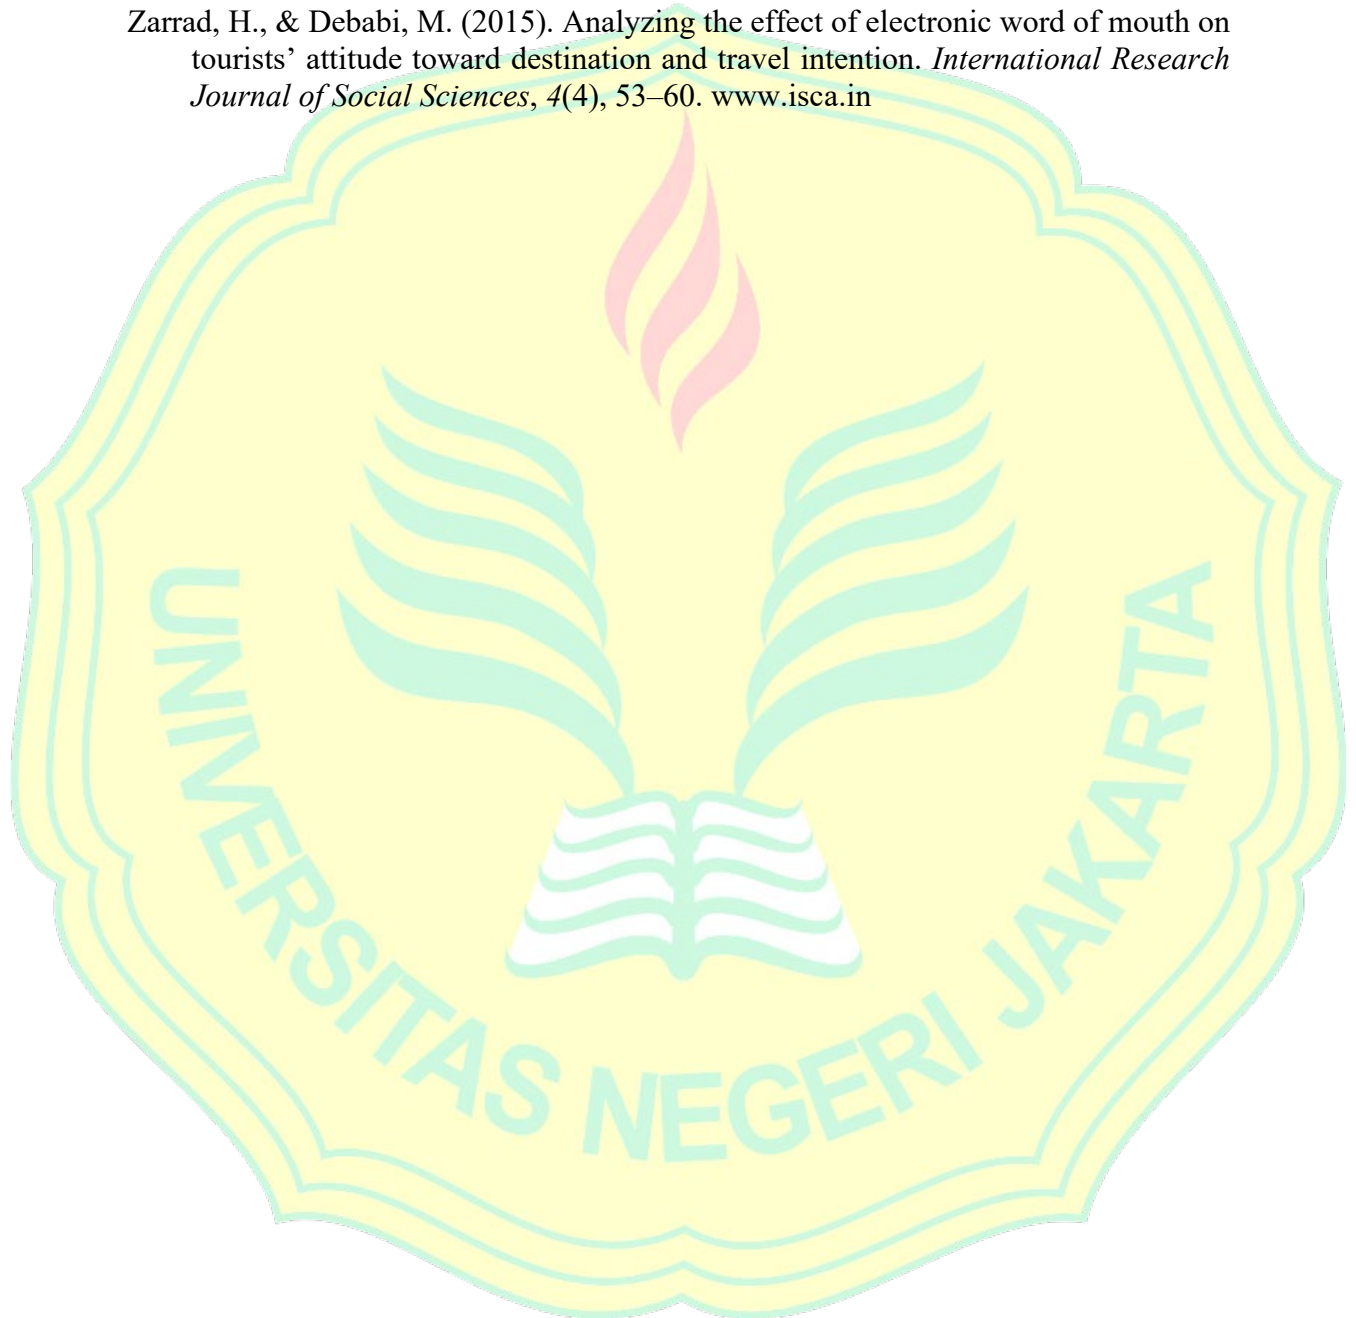 Zarrad, H., & Debabi, M. (2015). Analyzing the effect of electronic word of mouth on
tourists’ attitude toward destination and travel intention. International Research
Journal of Social Sciences, 4(4), 53–60. www.isca.in
UNIVERSITAS NEGERI JAKARTA